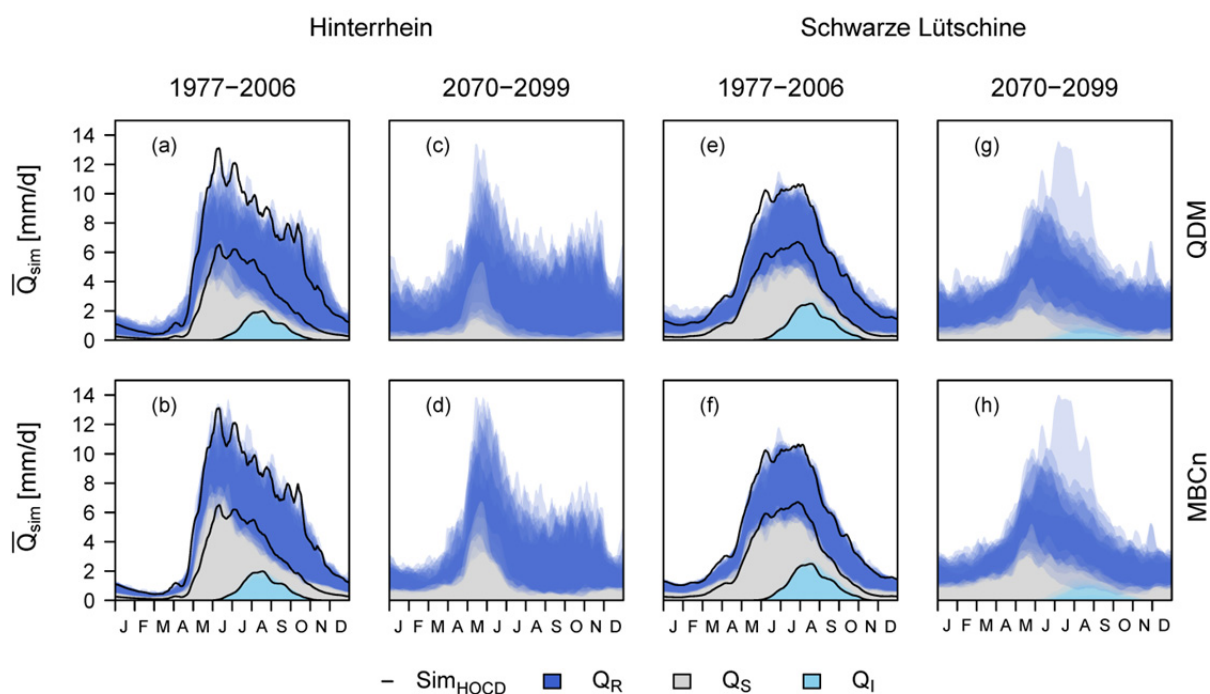 Hinterrhein Schwarze Lütschine
1977−2006 2070−2099 1977−2006 2070−2099
(a) (c) (e) (g)
14
12
10
8
6
4
2
0
Q̅sim [mm/d]
QDM
(b) (d) (f) (h)
14
12
10
8
6
4
2
0
Q̅sim [mm/d]
MBCn
J F M A M J J A S O N D J F M A M J J A S O N D J F M A M J J A S O N D J F M A M J J A S O N D
− SimHOCD QR QS QI